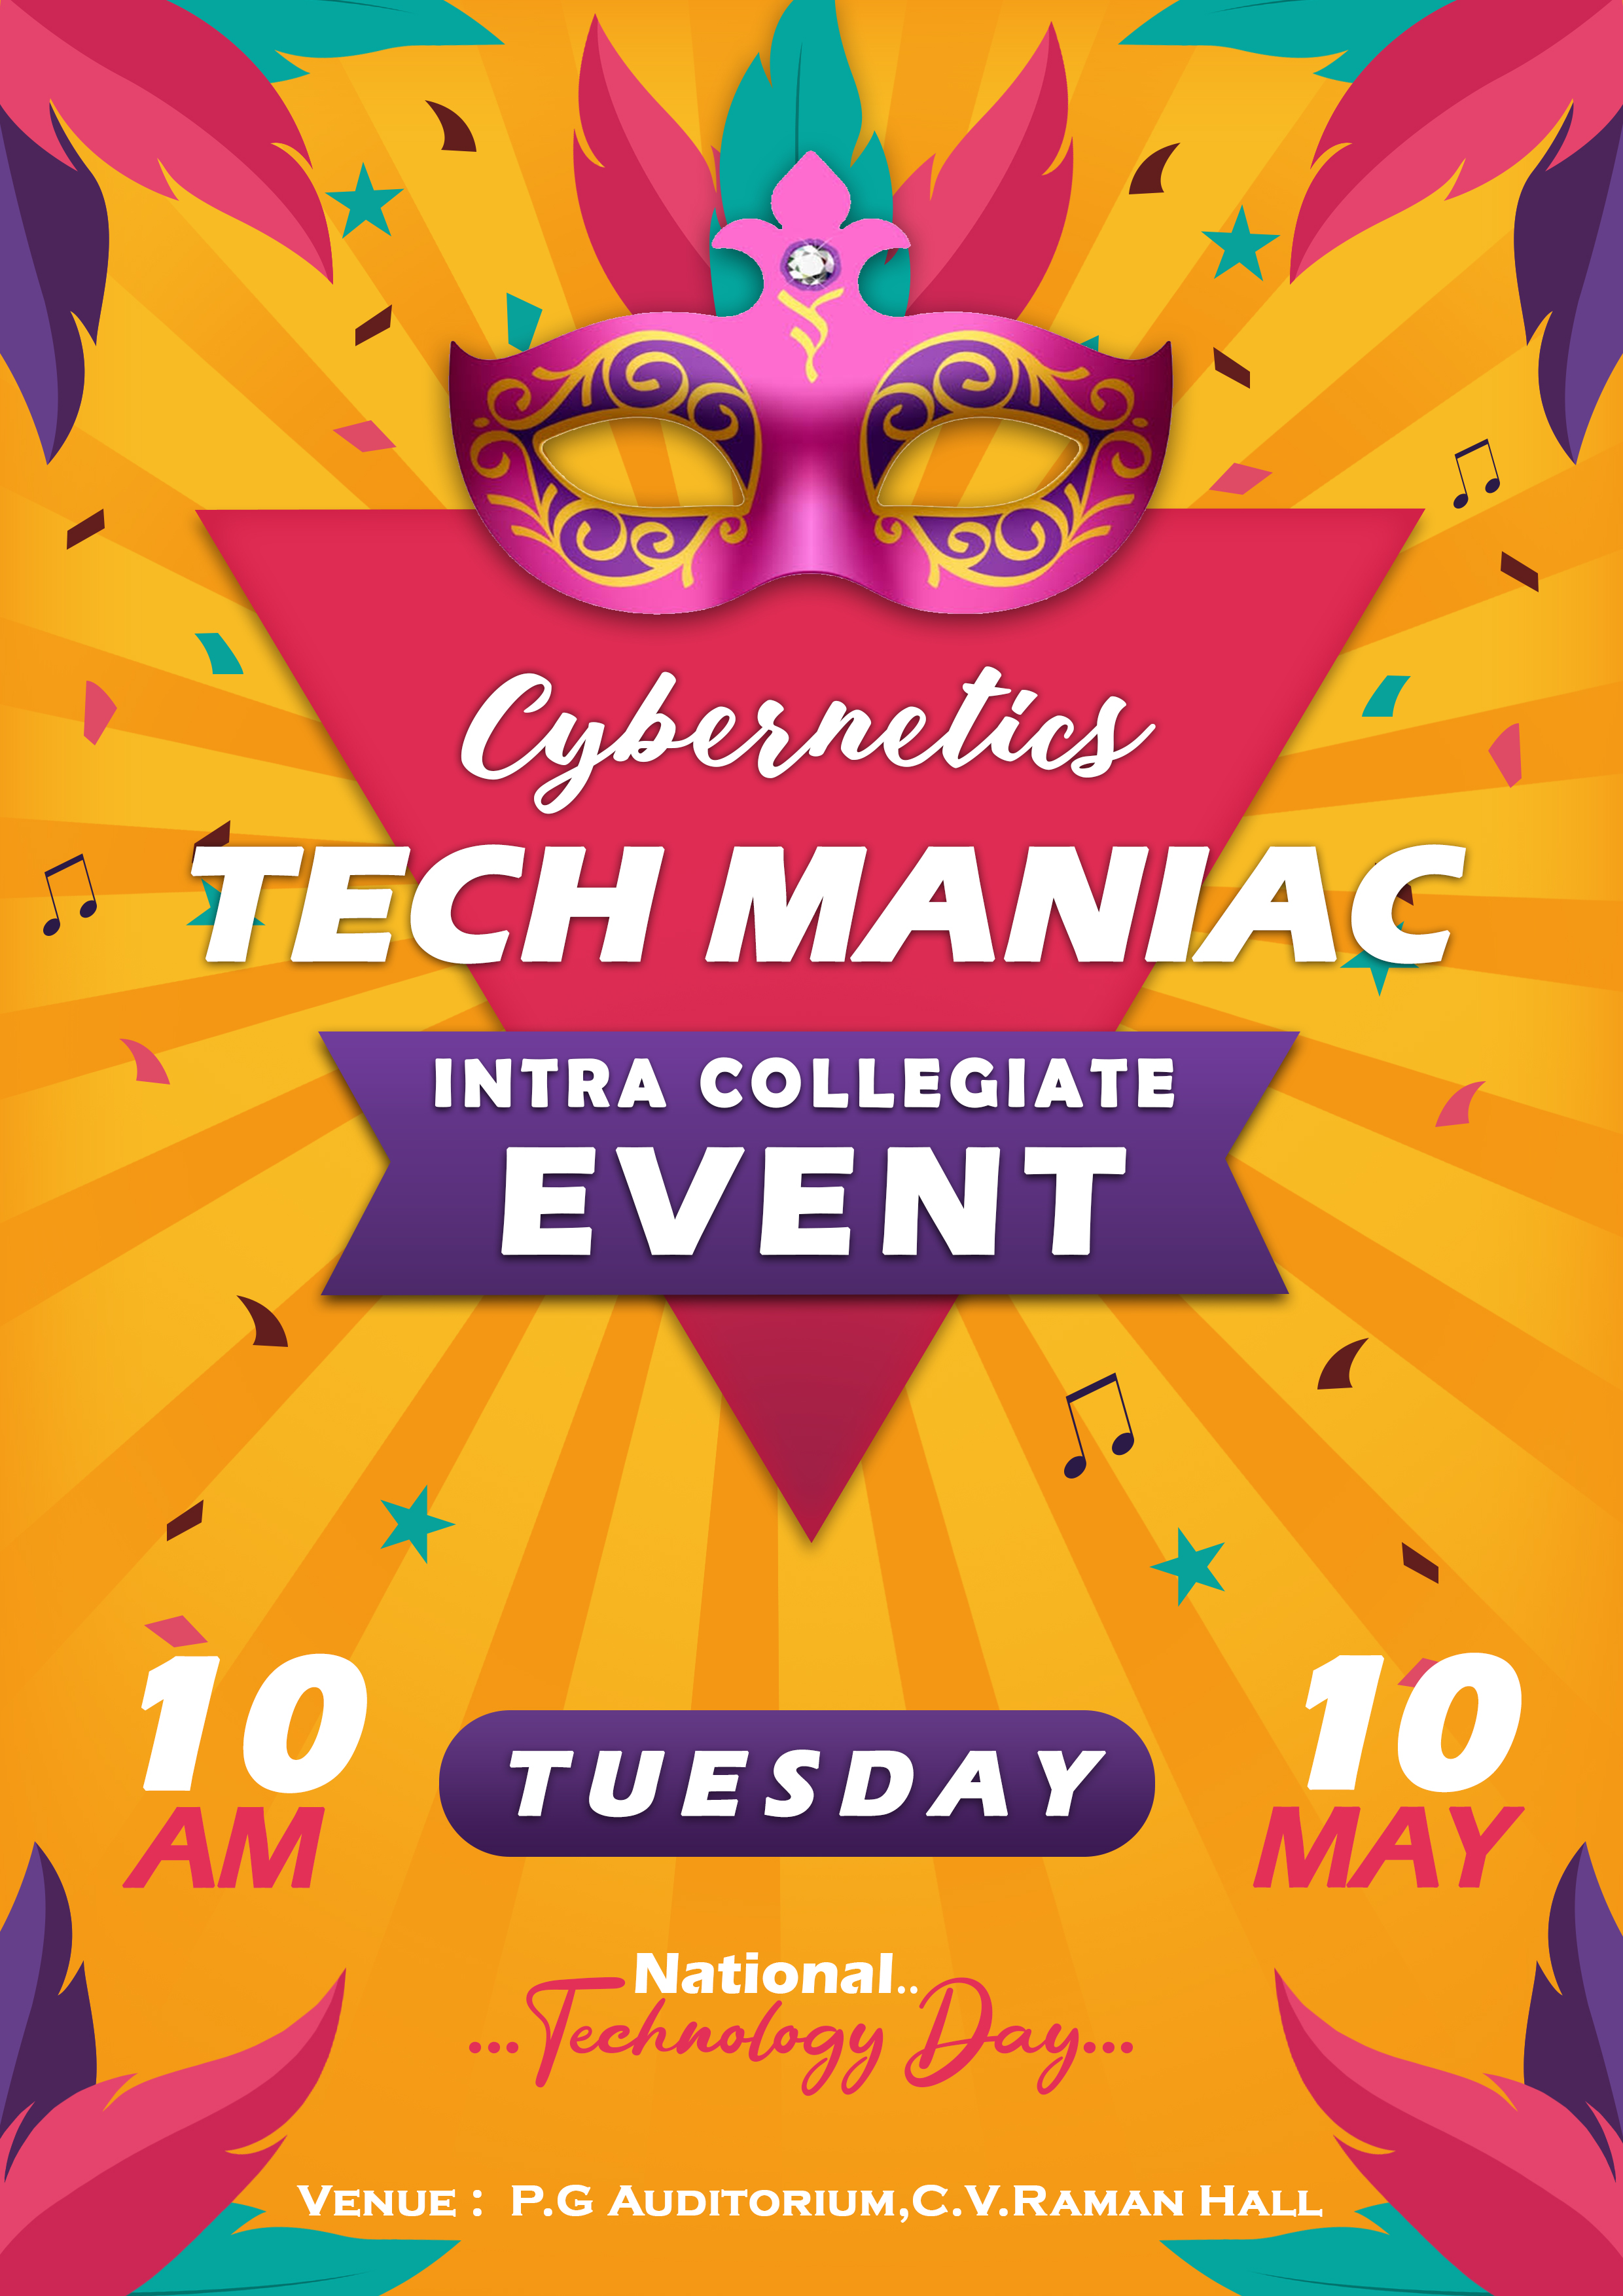 Cybernetics
TECH MANIAC
INTRA COLLEGIATE
EVENT
10
AM
TUESDAY
10
MAY
National..
...Technology Day...
VENUE : P.G AUDITORIUM,C.V.RAMAN HALL